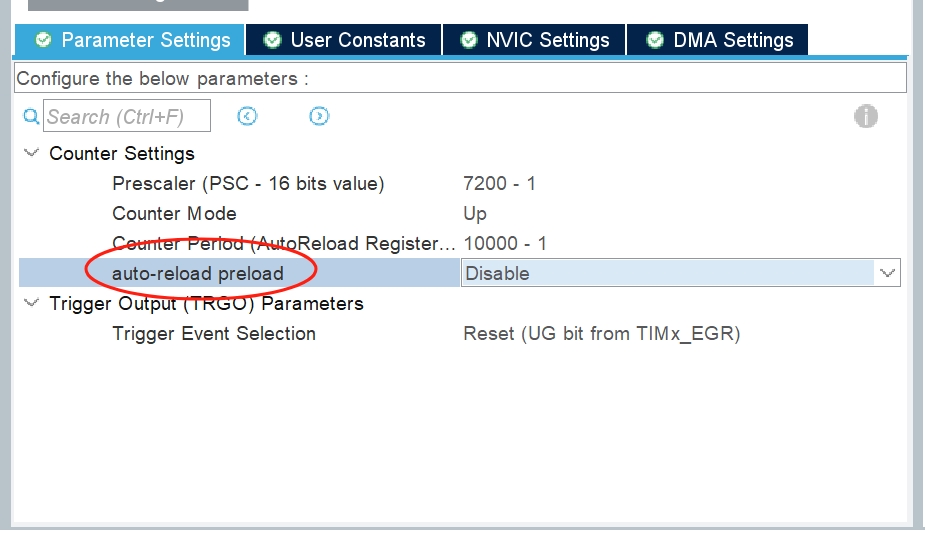 Parameter Settings User Constants NVIC Settings DMA Settings
Configure the below parameters :
Search (Ctrl+F)
Counter Settings
Prescaler (PSC - 16 bits value) 7200 - 1
Counter Mode Up
Counter Period (AutoReload Register... 10000 - 1
auto-reload preload Disable
Trigger Output (TRGO) Parameters
Trigger Event Selection Reset (UG bit from TIMx_EGR)